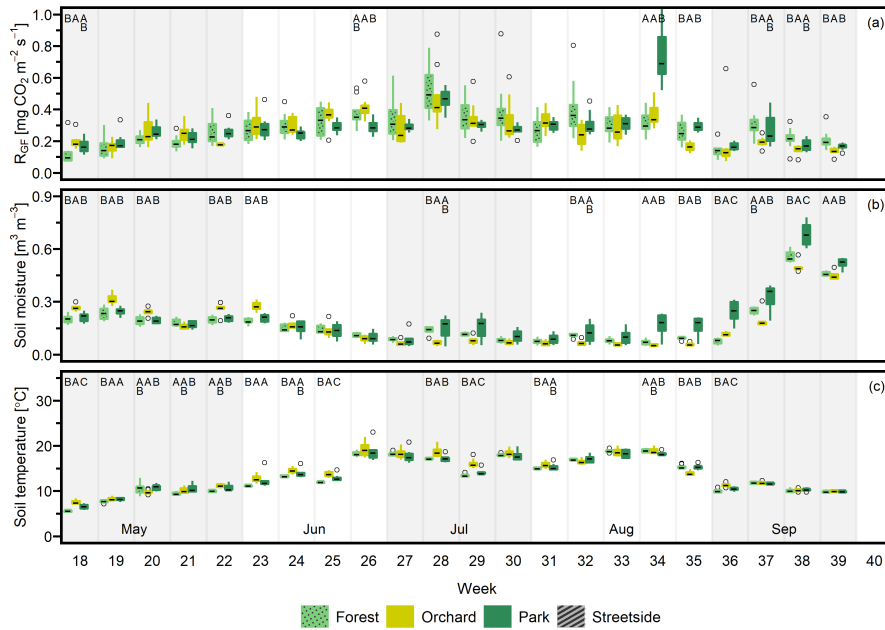 BAA AAB AAB BAB BAA BAA BAB (a)
B B B B
1.0
0.8
0.6
0.4
0.2
0.0
R_GF [mg CO₂ m⁻² s⁻¹]
BAB BAB BAB BAB BAB BAA BAA AAB BAB BAC AAB BAC AAB (b)
B B B
0.9
0.6
0.3
0.0
Soil moisture [m³ m⁻³]
BAC BAA AAB AAB AAB BAA BAA BAC BAB BAC BAA AAB BAB BAC (c)
B B B B B B
30
20
10
0
Soil temperature [°C]
May Jun Jul Aug Sep
18 19 20 21 22 23 24 25 26 27 28 29 30 31 32 33 34 35 36 37 38 39 40
Week
Forest Orchard Park Streetside